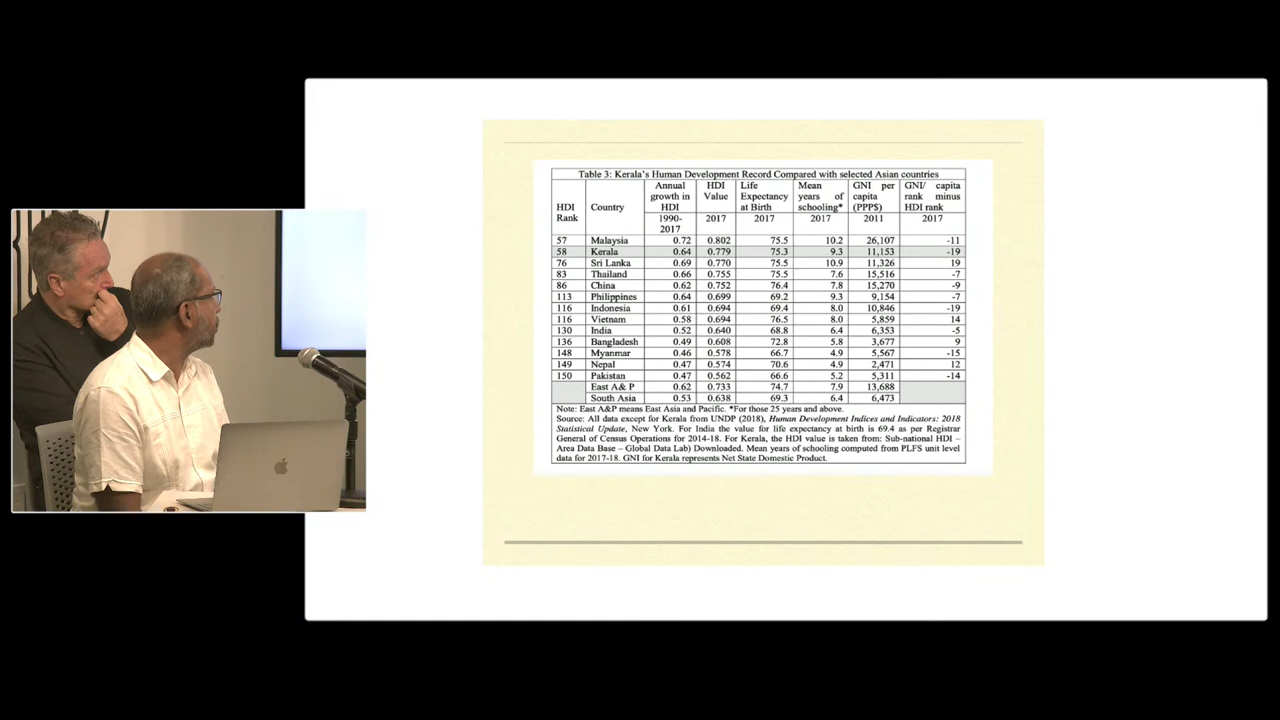 Table 3: Kerala's Human Development Record Compared with selected Asian countries
HDI Rank Country Annual growth in HDI HDI Value Life Expectancy at Birth Mean years of schooling* GNI per capita (PPP$) GNI/ capita rank minus HDI rank
1990-2017 2017 2017 2017 2011 2017
57 Malaysia 0.72 0.802 75.5 10.2 26,107 -11
58 Kerala 0.64 0.779 75.3 9.3 11,153 -19
76 Sri Lanka 0.69 0.770 75.5 10.9 11,326 19
83 Thailand 0.66 0.755 75.5 7.6 15,516 -7
86 China 0.62 0.752 76.4 7.8 15,270 -9
113 Philippines 0.64 0.699 69.2 9.3 9,154 -7
116 Indonesia 0.61 0.694 69.4 8.0 10,846 -19
116 Vietnam 0.58 0.694 76.5 8.0 5,859 14
130 India 0.52 0.640 68.8 6.4 6,353 -5
136 Bangladesh 0.49 0.608 72.8 5.8 3,677 9
148 Myanmar 0.46 0.578 66.7 4.9 5,567 -15
149 Nepal 0.47 0.574 70.6 4.9 2,471 12
150 Pakistan 0.47 0.562 66.6 5.2 5,311 -14
East A& P 0.62 0.733 74.7 7.9 13,688
South Asia 0.53 0.638 69.3 6.4 6,473
Note: East A&P means East Asia and Pacific. *For those 25 years and above.
Source: All data except for Kerala from UNDP (2018), Human Development Indices and Indicators: 2018
Statistical Update, New York. For India the value for life expectancy at birth is 69.4 as per Registrar
General of Census Operations for 2014-18. For Kerala, the HDI value is taken from: Sub-national HDI –
Area Data Base – Global Data Lab) Downloaded. Mean years of schooling computed from PLFS unit level
data for 2017-18. GNI for Kerala represents Net State Domestic Product.